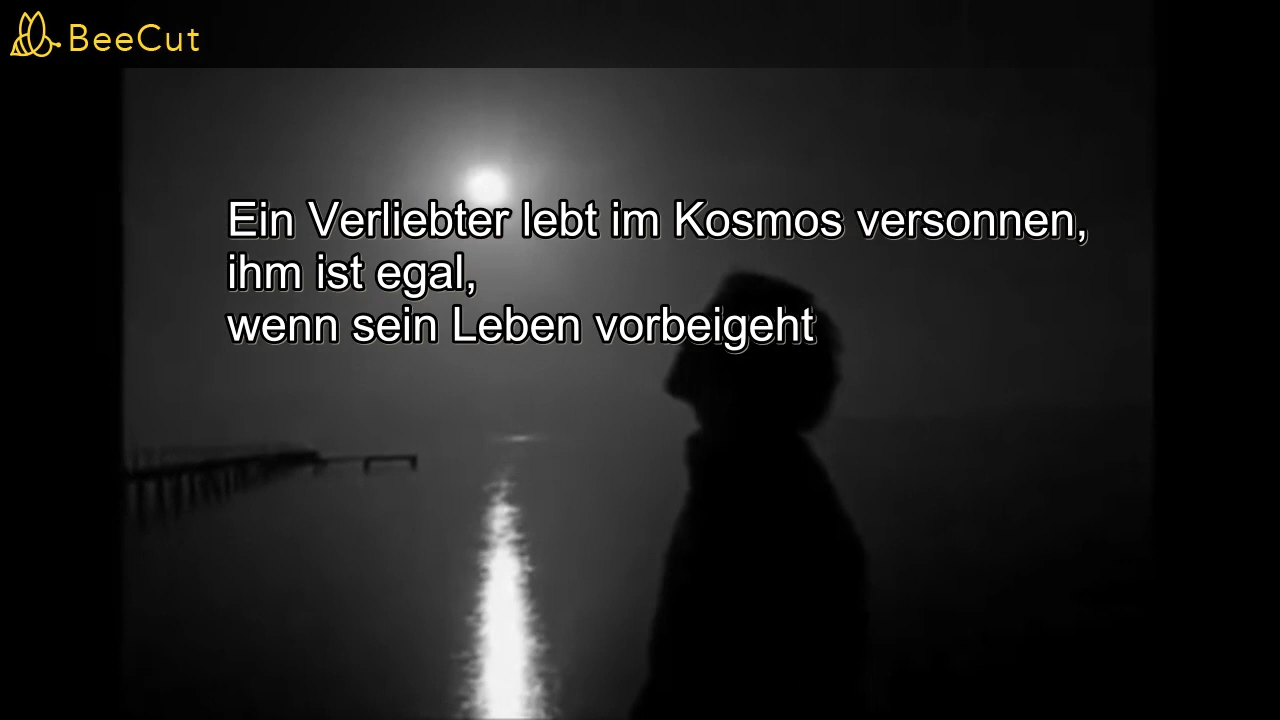 BeeCut
Ein Verliebter lebt im Kosmos versonnen,
ihm ist egal,
wenn sein Leben vorbeigeht